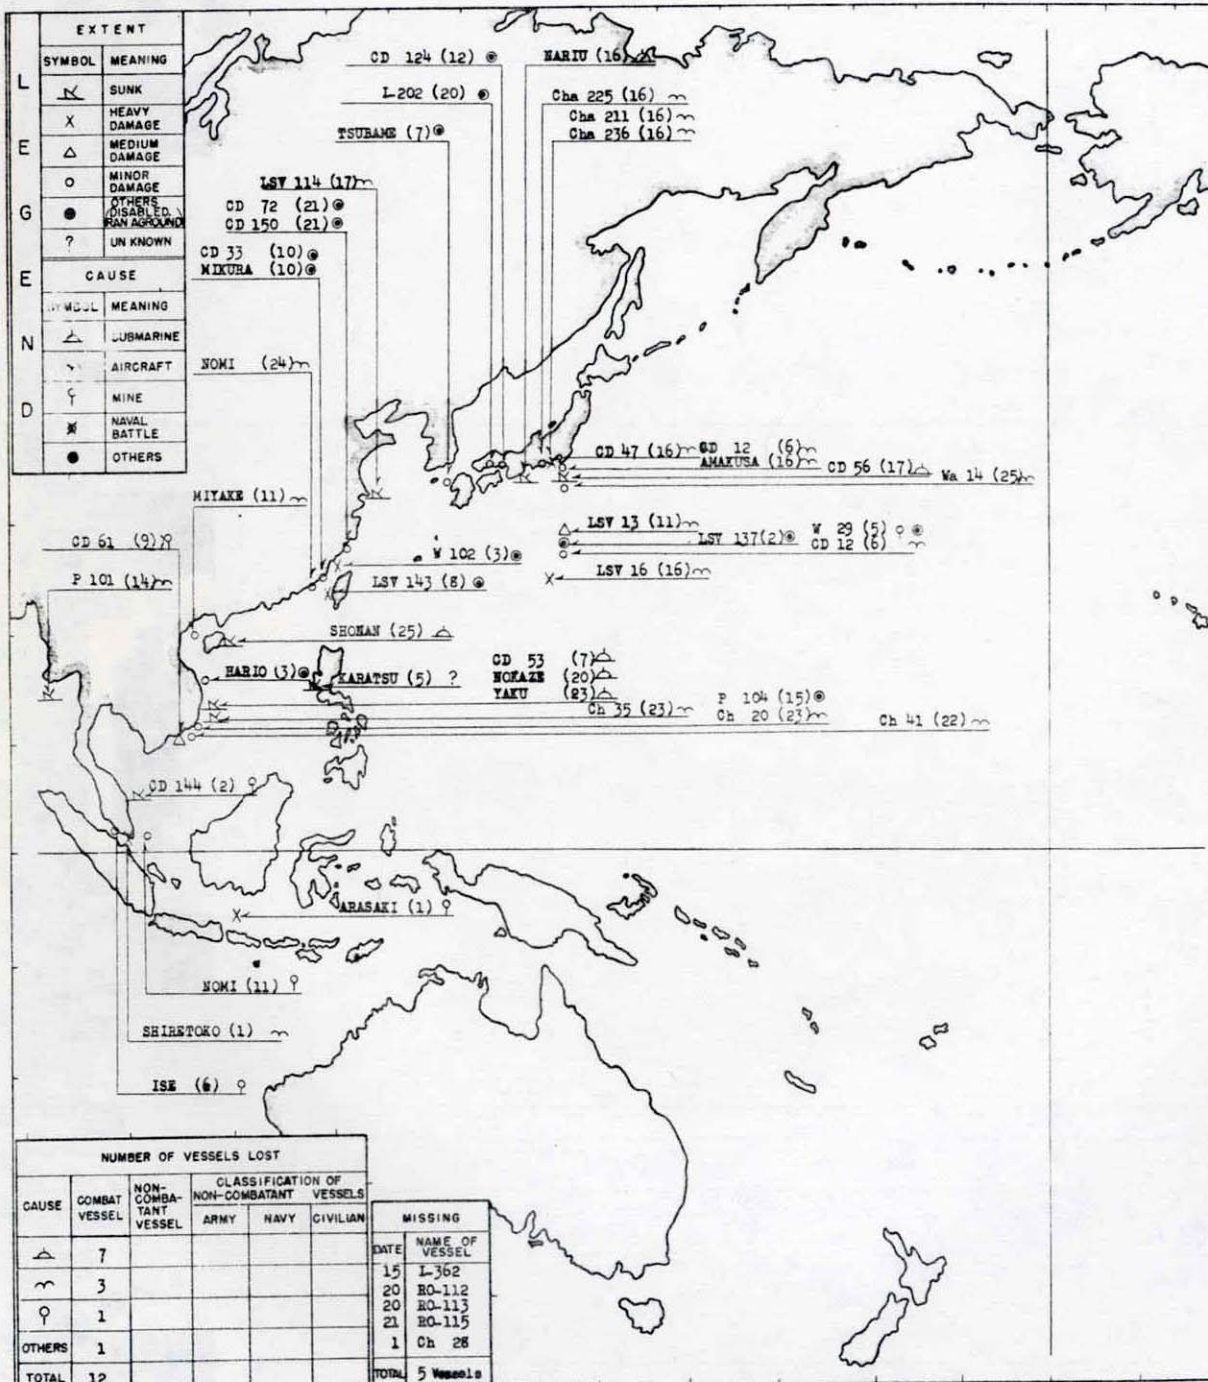 LEGEND
EXTENT
SYMBOL MEANING
SUNK
X HEAVY DAMAGE
MEDIUM DAMAGE
MINOR DAMAGE
OTHERS (DISABLED, RAN AGROUND)
? UN KNOWN
CAUSE
SYMBOL MEANING
SUBMARINE
AIRCRAFT
MINE
NAVAL BATTLE
OTHERS
CD 124 (12)
NARIU (16)
I-202 (20)
Cha 225 (16)
Cha 211 (16)
TSUBAME (7)
Cha 236 (16)
LSV 114 (17)
CD 72 (21)
CD 150 (21)
CD 33 (10)
MIKURA (10)
NOMI (24)
CD 47 (16)
CD 12 (6)
AMAKUSA (16)
CD 56 (17)
Wa 14 (25)
MIYAKE (11)
LSV 13 (11)
LSV 137(2)
W 29 (5)
CD 12 (6)
CD 61 (9)
W 102 (3)
P 101 (14)
LSV 143 (8)
LSV 16 (16)
SHONAN (25)
HARIO (3)
KARATSU (5) ?
CD 53 (7)
NOKAZE (20)
YAKU (23)
P 104 (15)
Ch 35 (23)
Ch 20 (23)
Ch 41 (22)
CD 144 (2)
ARASAKI (1)
NOMI (11)
SHIRETOKO (1)
ISE (6)
NUMBER OF VESSELS LOST
CAUSE COMBAT VESSEL NON-COMBATANT VESSEL CLASSIFICATION OF NON-COMBATANT VESSELS
ARMY NAVY CIVILIAN
7
3
1
OTHERS 1
TOTAL 12
MISSING
DATE NAME OF VESSEL
15 I-362
20 RO-112
20 RO-113
21 RO-115
1 Ch 28
TOTAL 5 Vessels